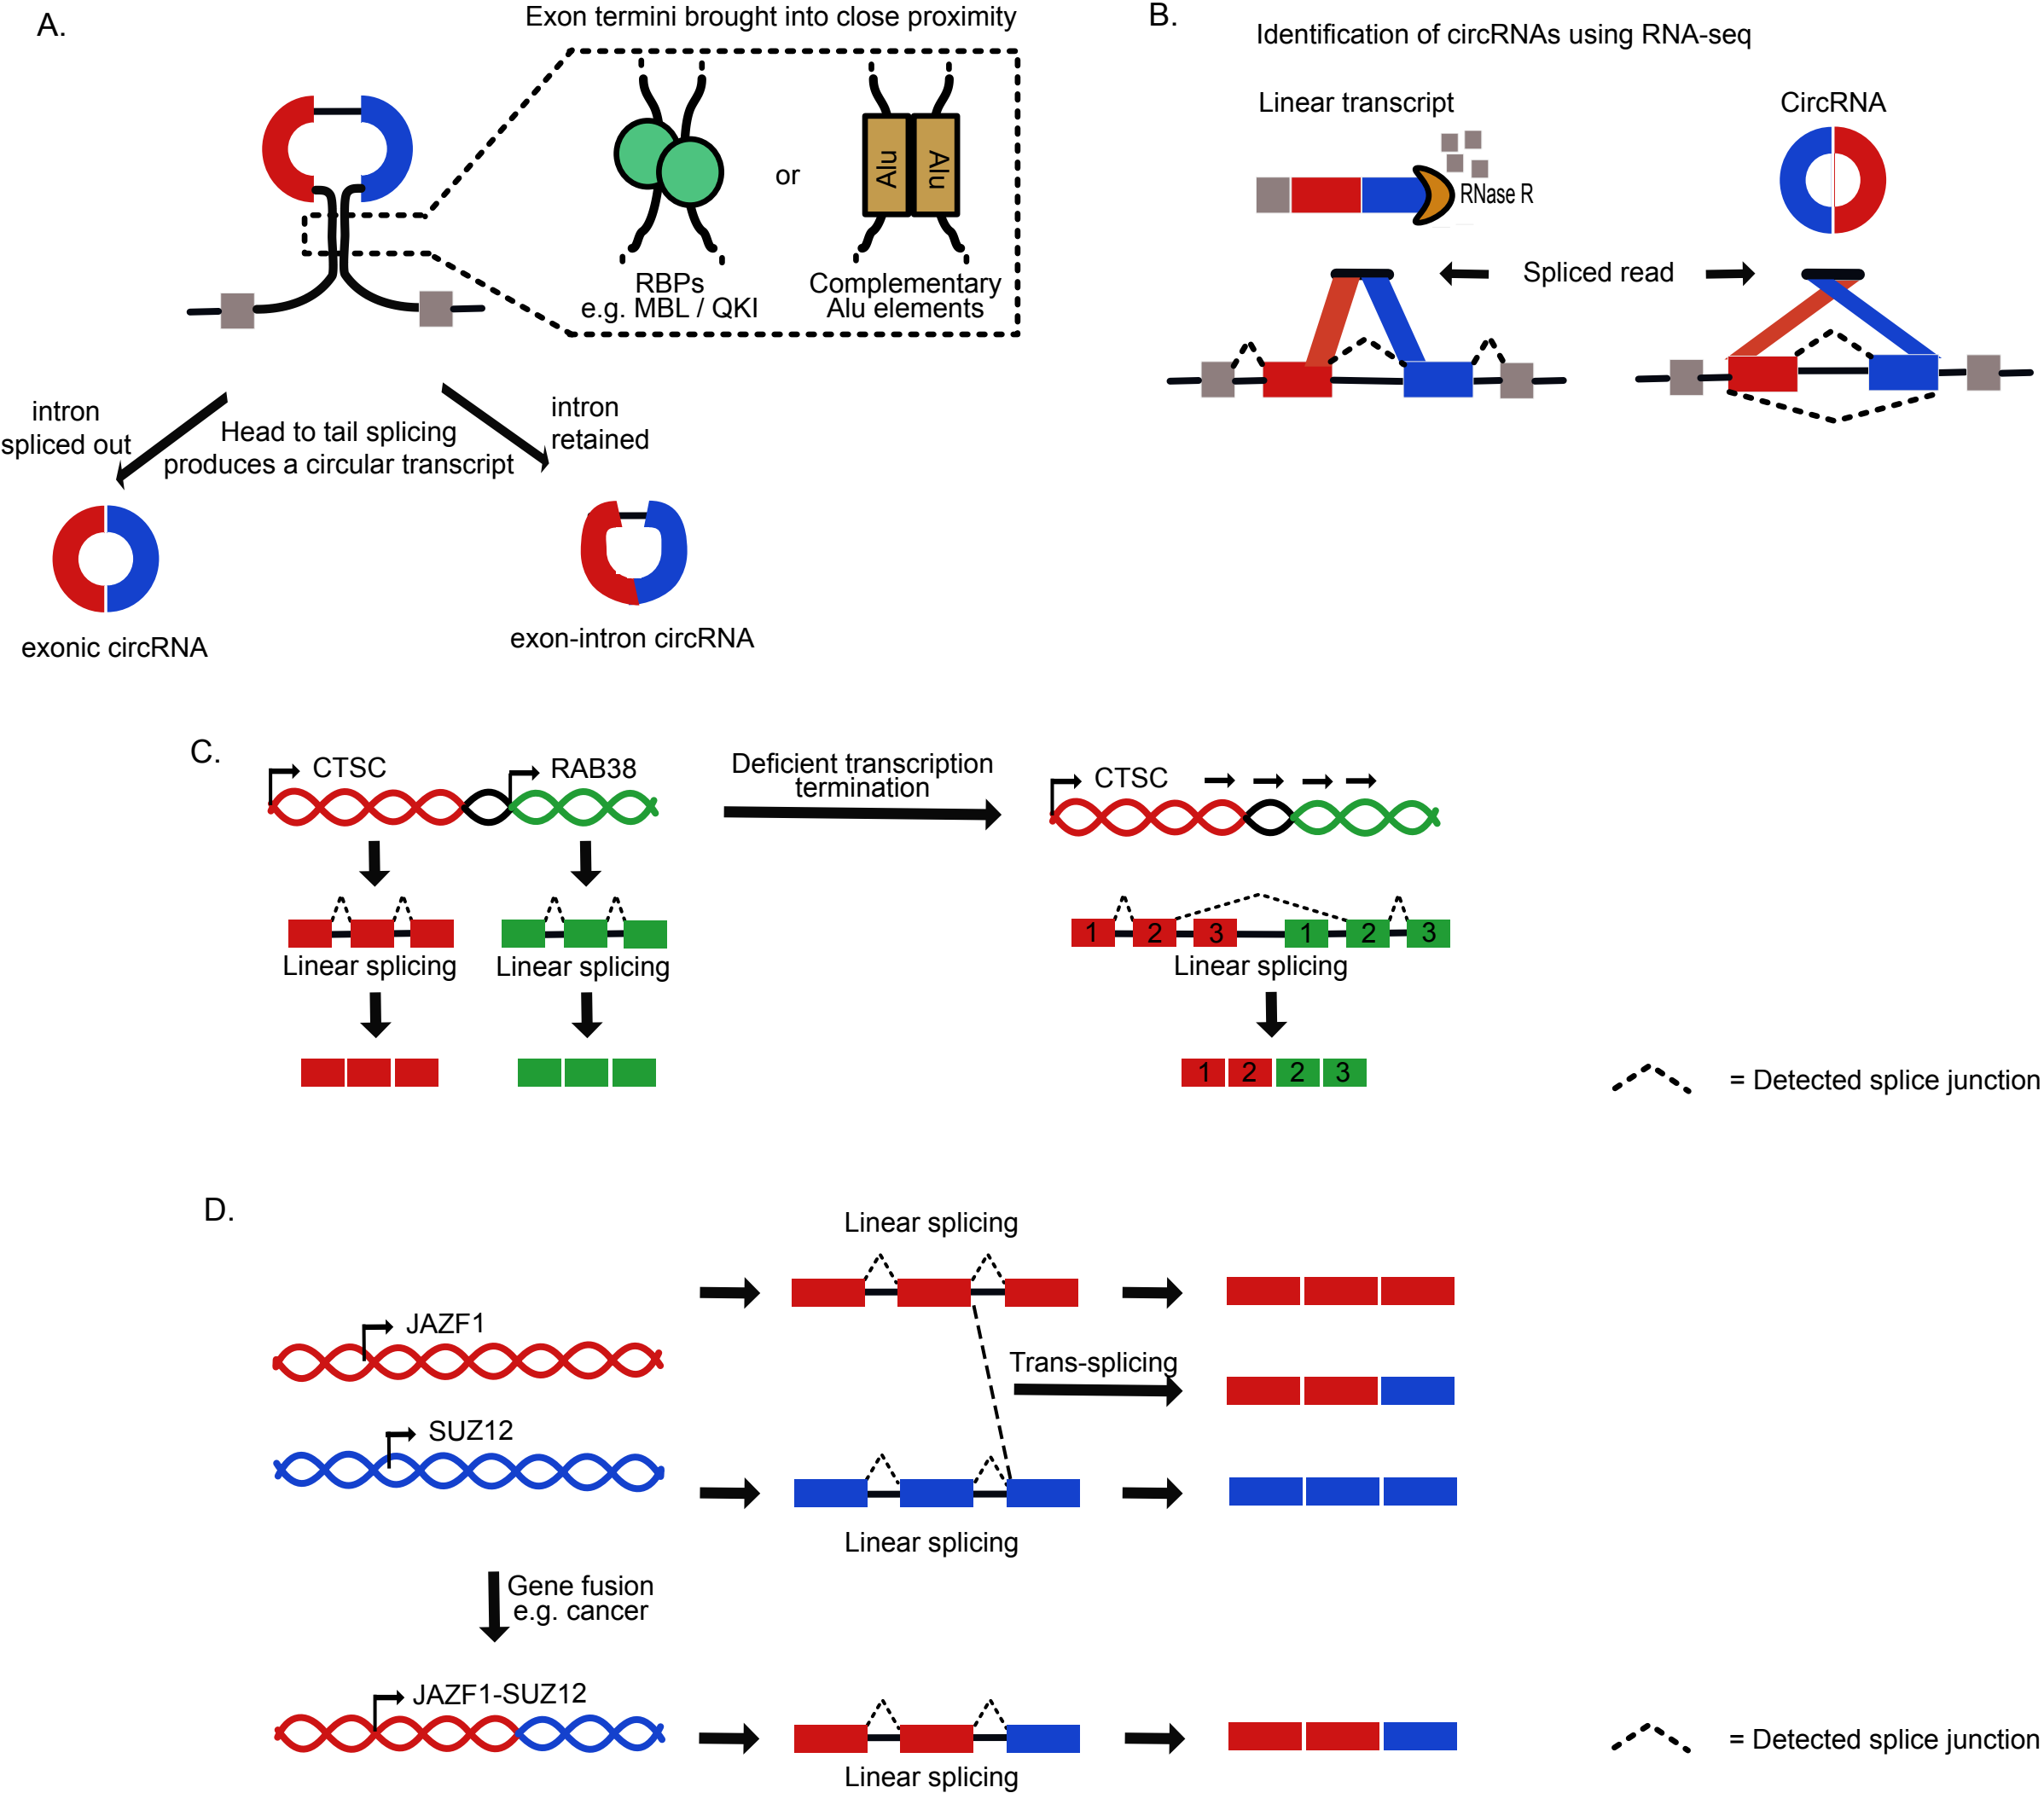 A.
Exon termini brought into close proximity
Alu
Alu
or
RBPs
e.g. MBL / QKI
Complementary
Alu elements
intron
spliced out
Head to tail splicing
produces a circular transcript
intron
retained
exonic circRNA
exon-intron circRNA
B.
Identification of circRNAs using RNA-seq
Linear transcript
CircRNA
RNase R
Spliced read
C.
CTSC
RAB38
Deficient transcription
termination
CTSC
Linear splicing
Linear splicing
1 2 3 1 2 3
Linear splicing
1 2 2 3
= Detected splice junction
D.
Linear splicing
JAZF1
Trans-splicing
SUZ12
Linear splicing
Gene fusion
e.g. cancer
JAZF1-SUZ12
Linear splicing
= Detected splice junction